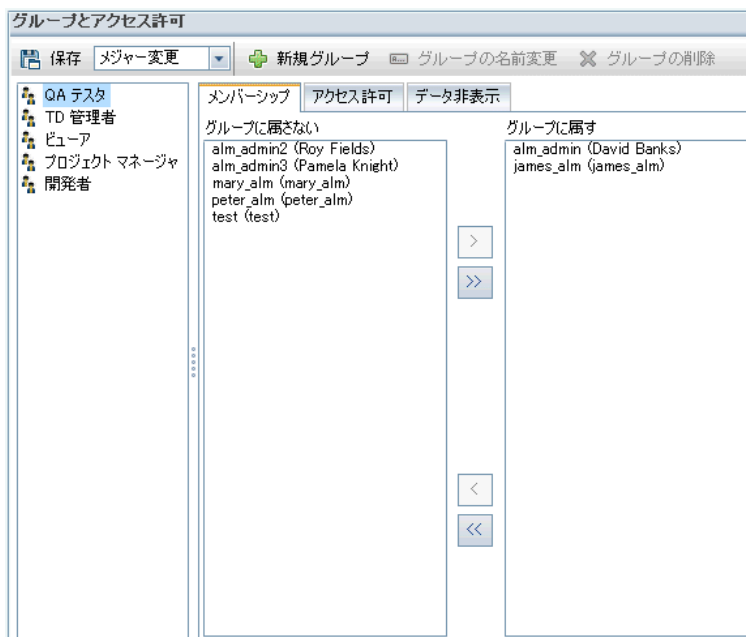 グループとアクセス許可
保存 メジャー変更 新規グループ グループの名前変更 グループの削除
QA テスタ
TD 管理者
ビューア
プロジェクト マネージャ
開発者
メンバーシップ アクセス許可 データ非表示
グループに属さない
alm_admin2 (Roy Fields)
alm_admin3 (Pamela Knight)
mary_alm (mary_alm)
peter_alm (peter_alm)
test (test)
>
>>
<
<<
グループに属す
alm_admin (David Banks)
james_alm (james_alm)